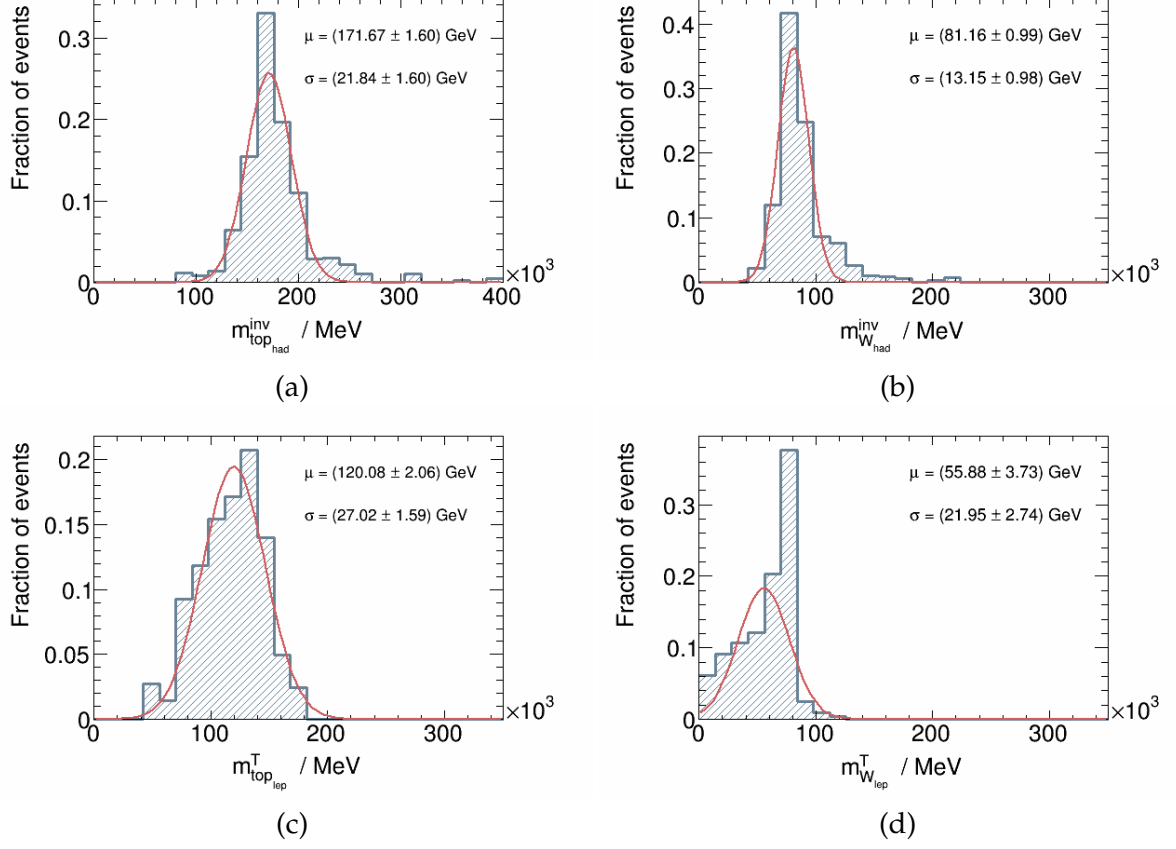 Fraction of events
0.3
0.2
0.1
0
μ = (171.67 ± 1.60) GeV
σ = (21.84 ± 1.60) GeV
0 100 200 300 400
×10³
m^inv_top_had / MeV
(a)
Fraction of events
0.4
0.3
0.2
0.1
0
μ = (81.16 ± 0.99) GeV
σ = (13.15 ± 0.98) GeV
0 100 200 300
×10³
m^inv_W_had / MeV
(b)
Fraction of events
0.2
0.15
0.1
0.05
0
μ = (120.08 ± 2.06) GeV
σ = (27.02 ± 1.59) GeV
0 100 200 300
×10³
m^T_top_lep / MeV
(c)
Fraction of events
0.3
0.2
0.1
0
μ = (55.88 ± 3.73) GeV
σ = (21.95 ± 2.74) GeV
0 100 200 300
×10³
m^T_W_lep / MeV
(d)